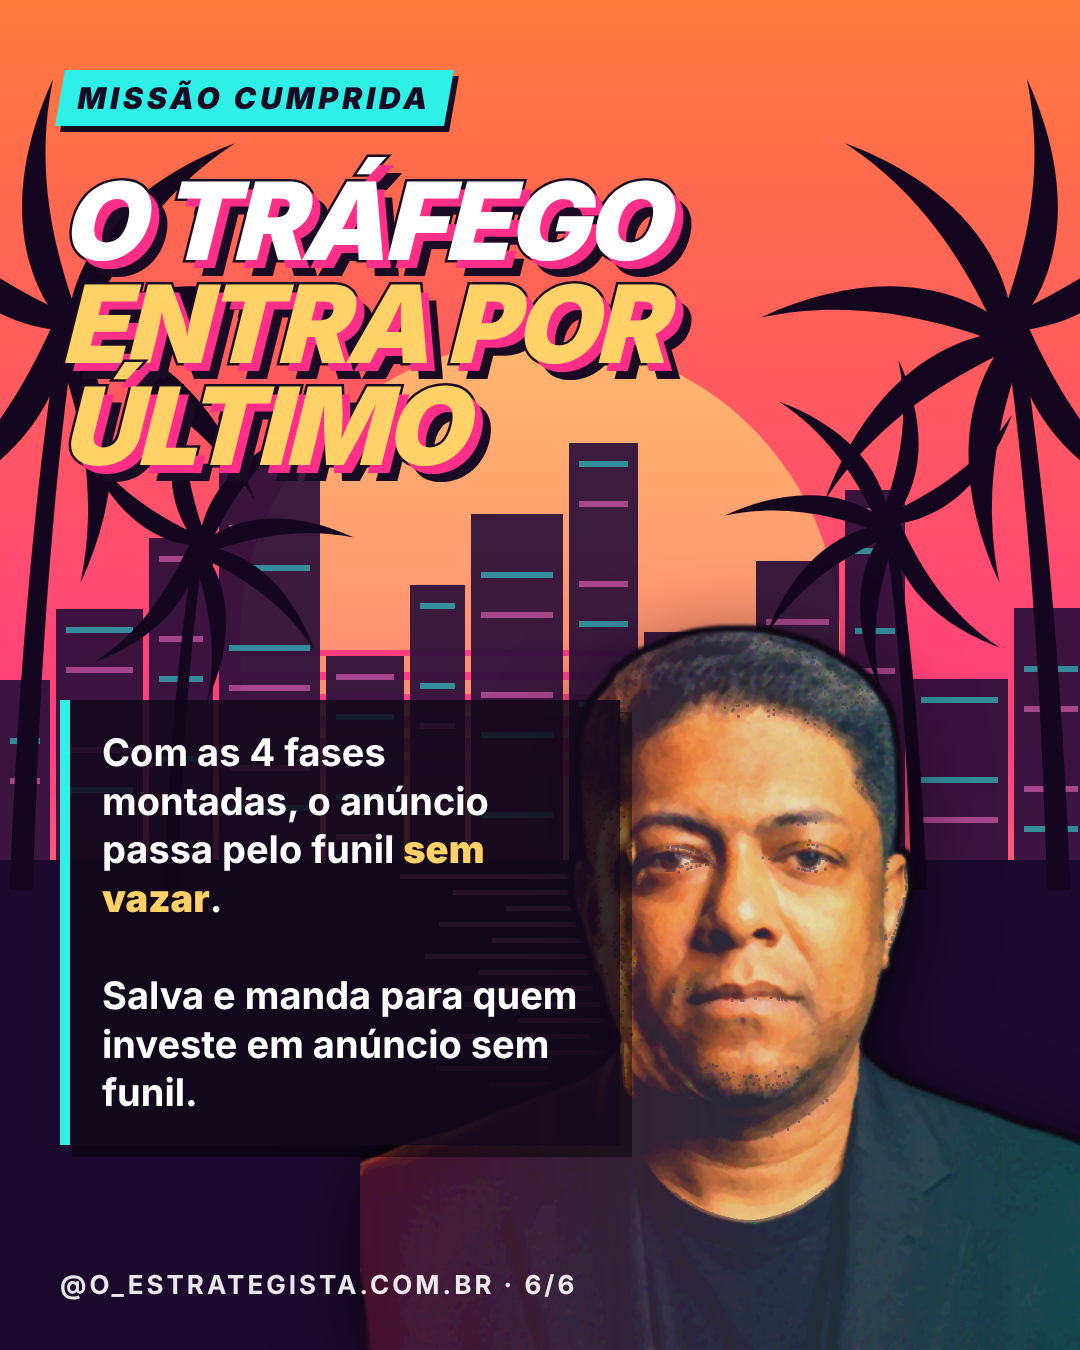 MISSÃO CUMPRIDA
O TRÁFEGO
ENTRA POR
ÚLTIMO
Com as 4 fases
montadas, o anúncio
passa pelo funil sem
vazar.
Salva e manda para quem
investe em anúncio sem
funil.
@O_ESTRATEGISTA.COM.BR · 6/6